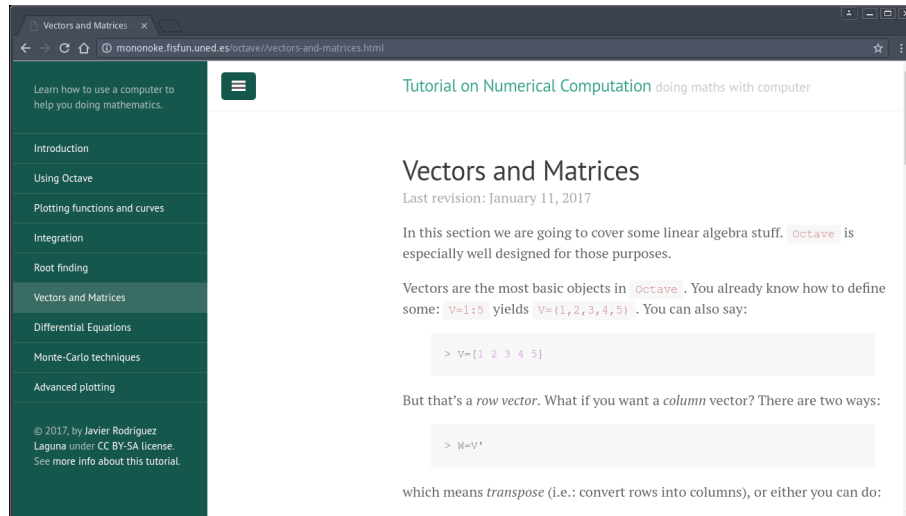 Vectors and Matrices
mononoke.fisfun.uned.es/octave//vectors-and-matrices.html
Learn how to use a computer to
help you doing mathematics.
Introduction
Using Octave
Plotting functions and curves
Integration
Root finding
Vectors and Matrices
Differential Equations
Monte-Carlo techniques
Advanced plotting
© 2017, by Javier Rodriguez
Laguna under CC BY-SA license.
See more info about this tutorial.
Tutorial on Numerical Computation doing maths with computer
Vectors and Matrices
Last revision: January 11, 2017
In this section we are going to cover some linear algebra stuff. Octave is
especially well designed for those purposes.
Vectors are the most basic objects in Octave . You already know how to define
some: V=1:5 yields V=(1,2,3,4,5) . You can also say:
> V=[1 2 3 4 5]
But that's a row vector. What if you want a column vector? There are two ways:
> W=V'
which means transpose (i.e.: convert rows into columns), or either you can do: